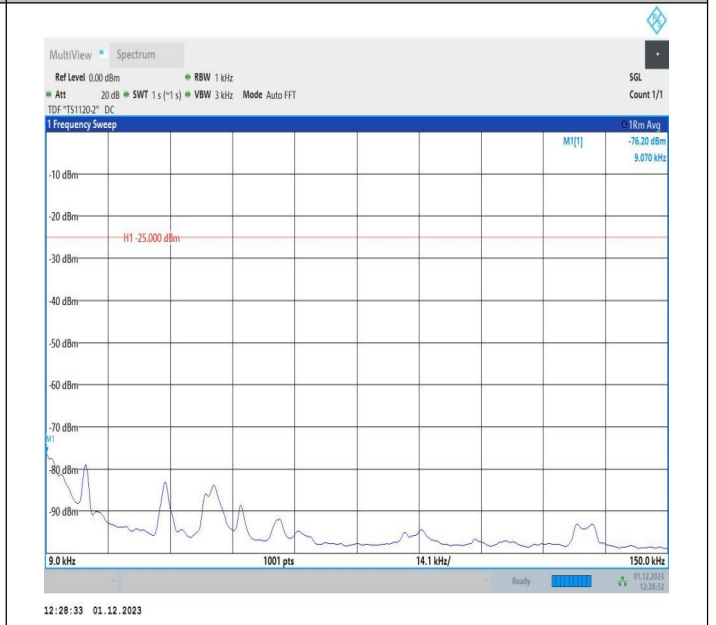 MultiView Spectrum
Ref Level 0.00 dBm RBW 1 kHz SGL
Att 20 dB SWT 1 s (~1 s) VBW 3 kHz Mode Auto FFT Count 1/1
TDF "TS1120-2" DC
1 Frequency Sweep 1Rm Avg
M1[1] -76.20 dBm
9.070 kHz
-10 dBm
-20 dBm
H1 -25.000 dBm
-30 dBm
-40 dBm
-50 dBm
-60 dBm
-70 dBm
M1
-80 dBm
-90 dBm
9.0 kHz 1001 pts 14.1 kHz/ 150.0 kHz
Ready 01.12.2023
12:28:32
12:28:33 01.12.2023